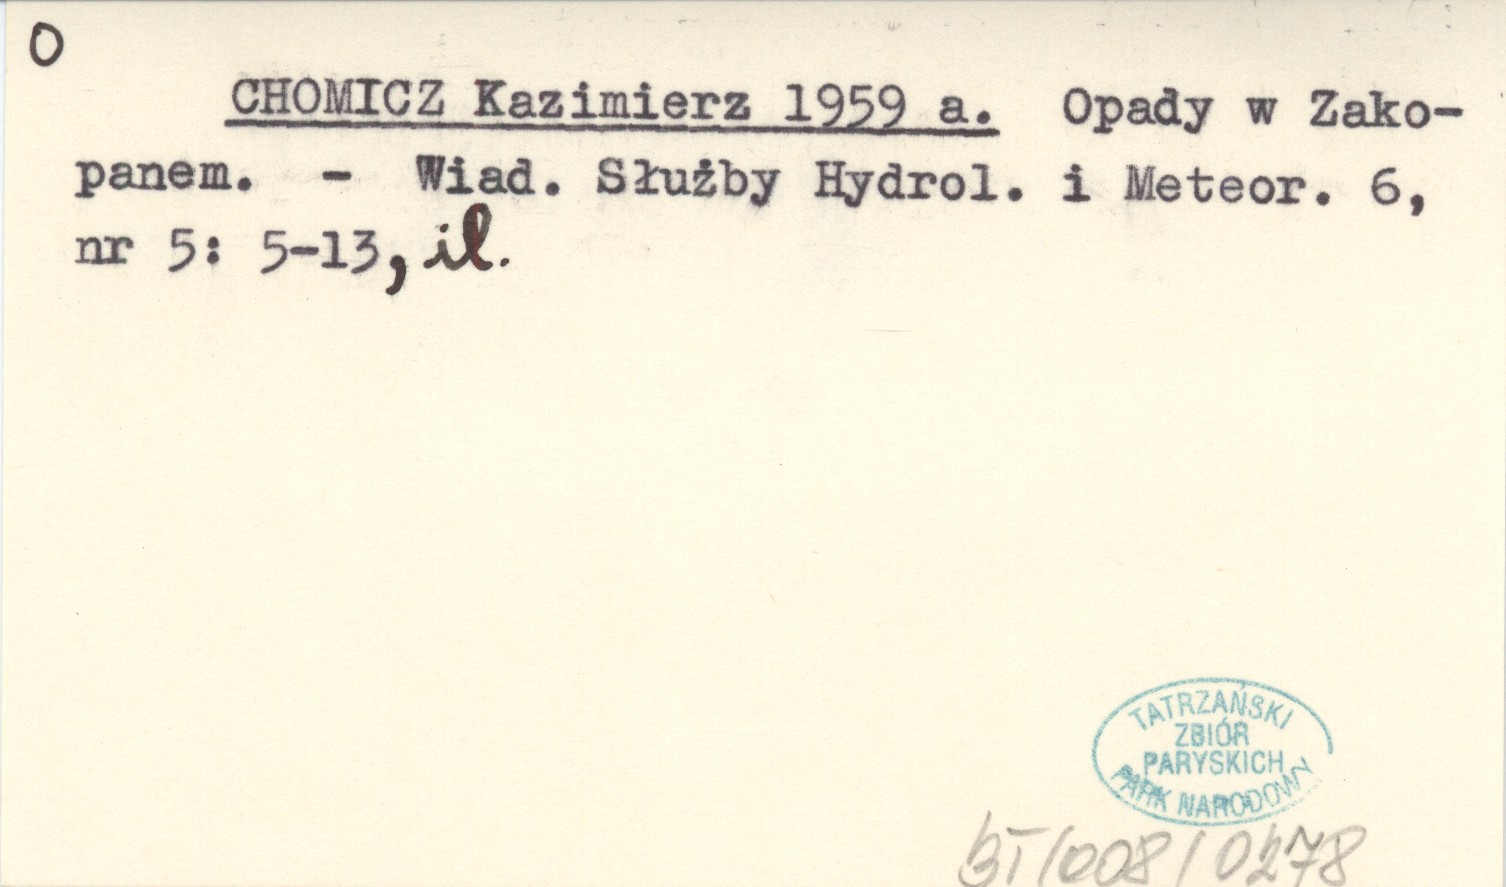 O
CHOMICZ Kazimierz 1959 a. Opady w Zako-
panem. - Wiad. Służby Hydrol. i Meteor. 6,
nr 5: 5-13, il.
TATRZAŃSKI
ZBIÓR
PARYSKICH
PARK NARODOWY
BT/008/0278